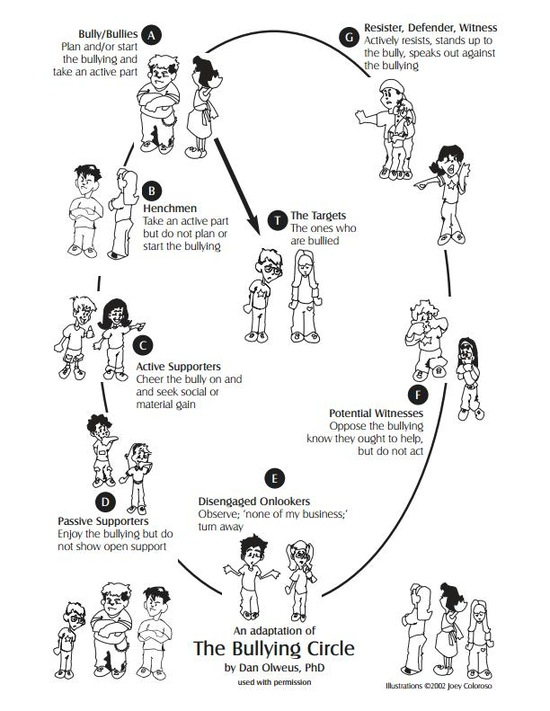 A
Bully/Bullies
Plan and/or start
the bullying and
take an active part
G
Resister, Defender, Witness
Actively resists, stands up to
the bully, speaks out against
the bullying
B
Henchmen
Take an active part
but do not plan or
start the bullying
T
The Targets
The ones who
are bullied
C
Active Supporters
Cheer the bully on and
and seek social or
material gain
F
Potential Witnesses
Oppose the bullying
know they ought to help,
but do not act
D
Passive Supporters
Enjoy the bullying but do
not show open support
E
Disengaged Onlookers
Observe; 'none of my business;'
turn away
An adaptation of
The Bullying Circle
by Dan Olweus, PhD
used with permission
Illustrations ©2002 Joey Coloroso